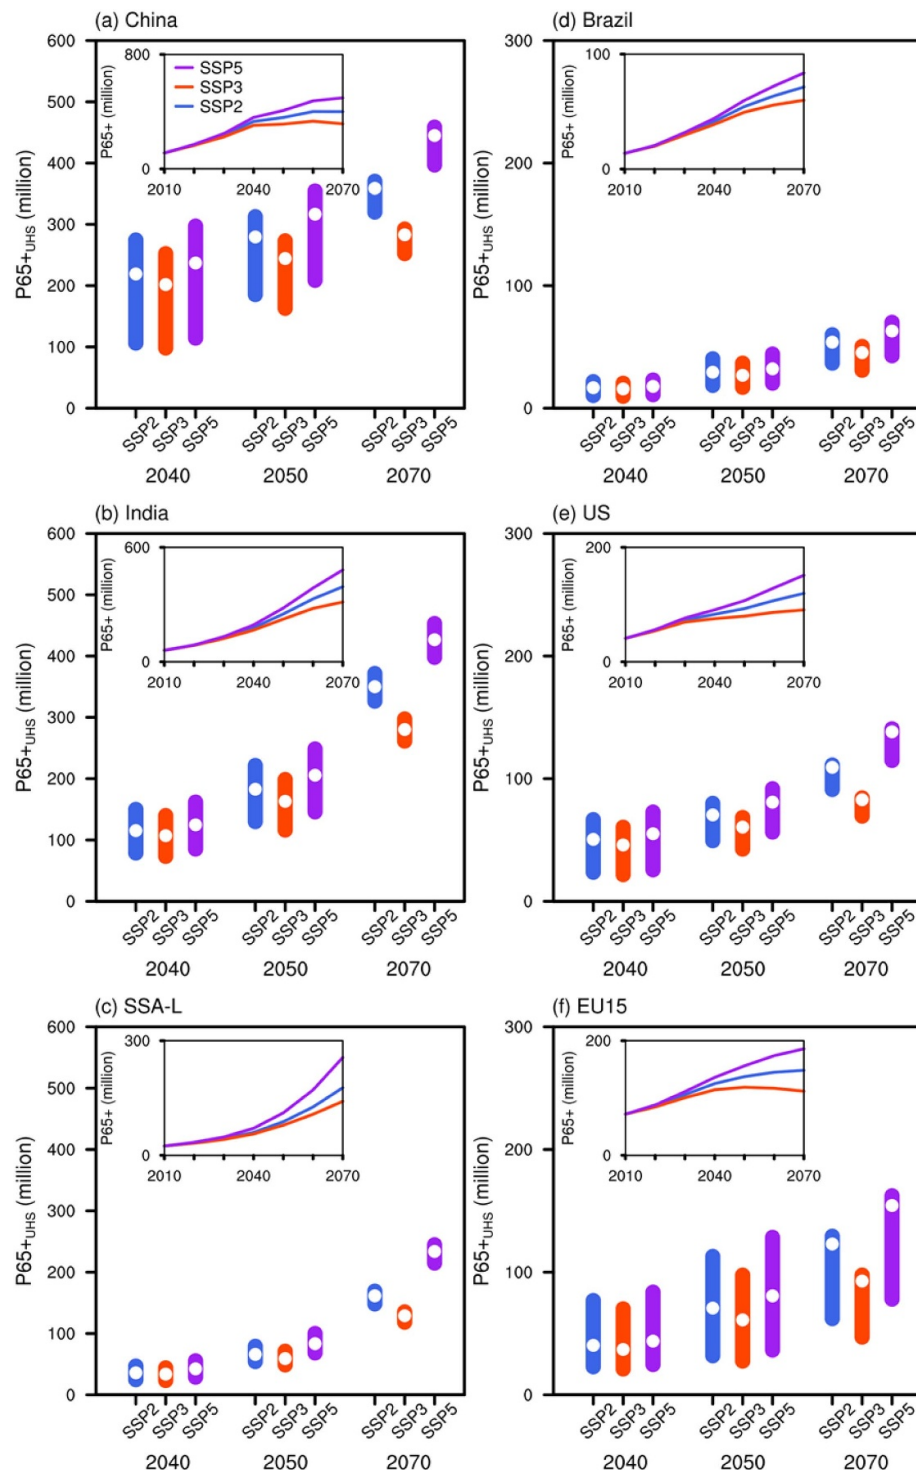 (a) China
600
500
400
300
200
100
0
P65+UHS (million)
800
0
P65+ (million)
SSP5
SSP3
SSP2
2010 2040 2070
SSP2 SSP3 SSP5 SSP2 SSP3 SSP5 SSP2 SSP3 SSP5
2040 2050 2070
(d) Brazil
300
200
100
0
P65+UHS (million)
100
0
P65+ (million)
2010 2040 2070
SSP2 SSP3 SSP5 SSP2 SSP3 SSP5 SSP2 SSP3 SSP5
2040 2050 2070
(b) India
600
500
400
300
200
100
0
P65+UHS (million)
600
0
P65+ (million)
2010 2040 2070
SSP2 SSP3 SSP5 SSP2 SSP3 SSP5 SSP2 SSP3 SSP5
2040 2050 2070
(e) US
300
200
100
0
P65+UHS (million)
200
0
P65+ (million)
2010 2040 2070
SSP2 SSP3 SSP5 SSP2 SSP3 SSP5 SSP2 SSP3 SSP5
2040 2050 2070
(c) SSA-L
600
500
400
300
200
100
0
P65+UHS (million)
300
0
P65+ (million)
2010 2040 2070
SSP2 SSP3 SSP5 SSP2 SSP3 SSP5 SSP2 SSP3 SSP5
2040 2050 2070
(f) EU15
300
200
100
0
P65+UHS (million)
200
0
P65+ (million)
2010 2040 2070
SSP2 SSP3 SSP5 SSP2 SSP3 SSP5 SSP2 SSP3 SSP5
2040 2050 2070